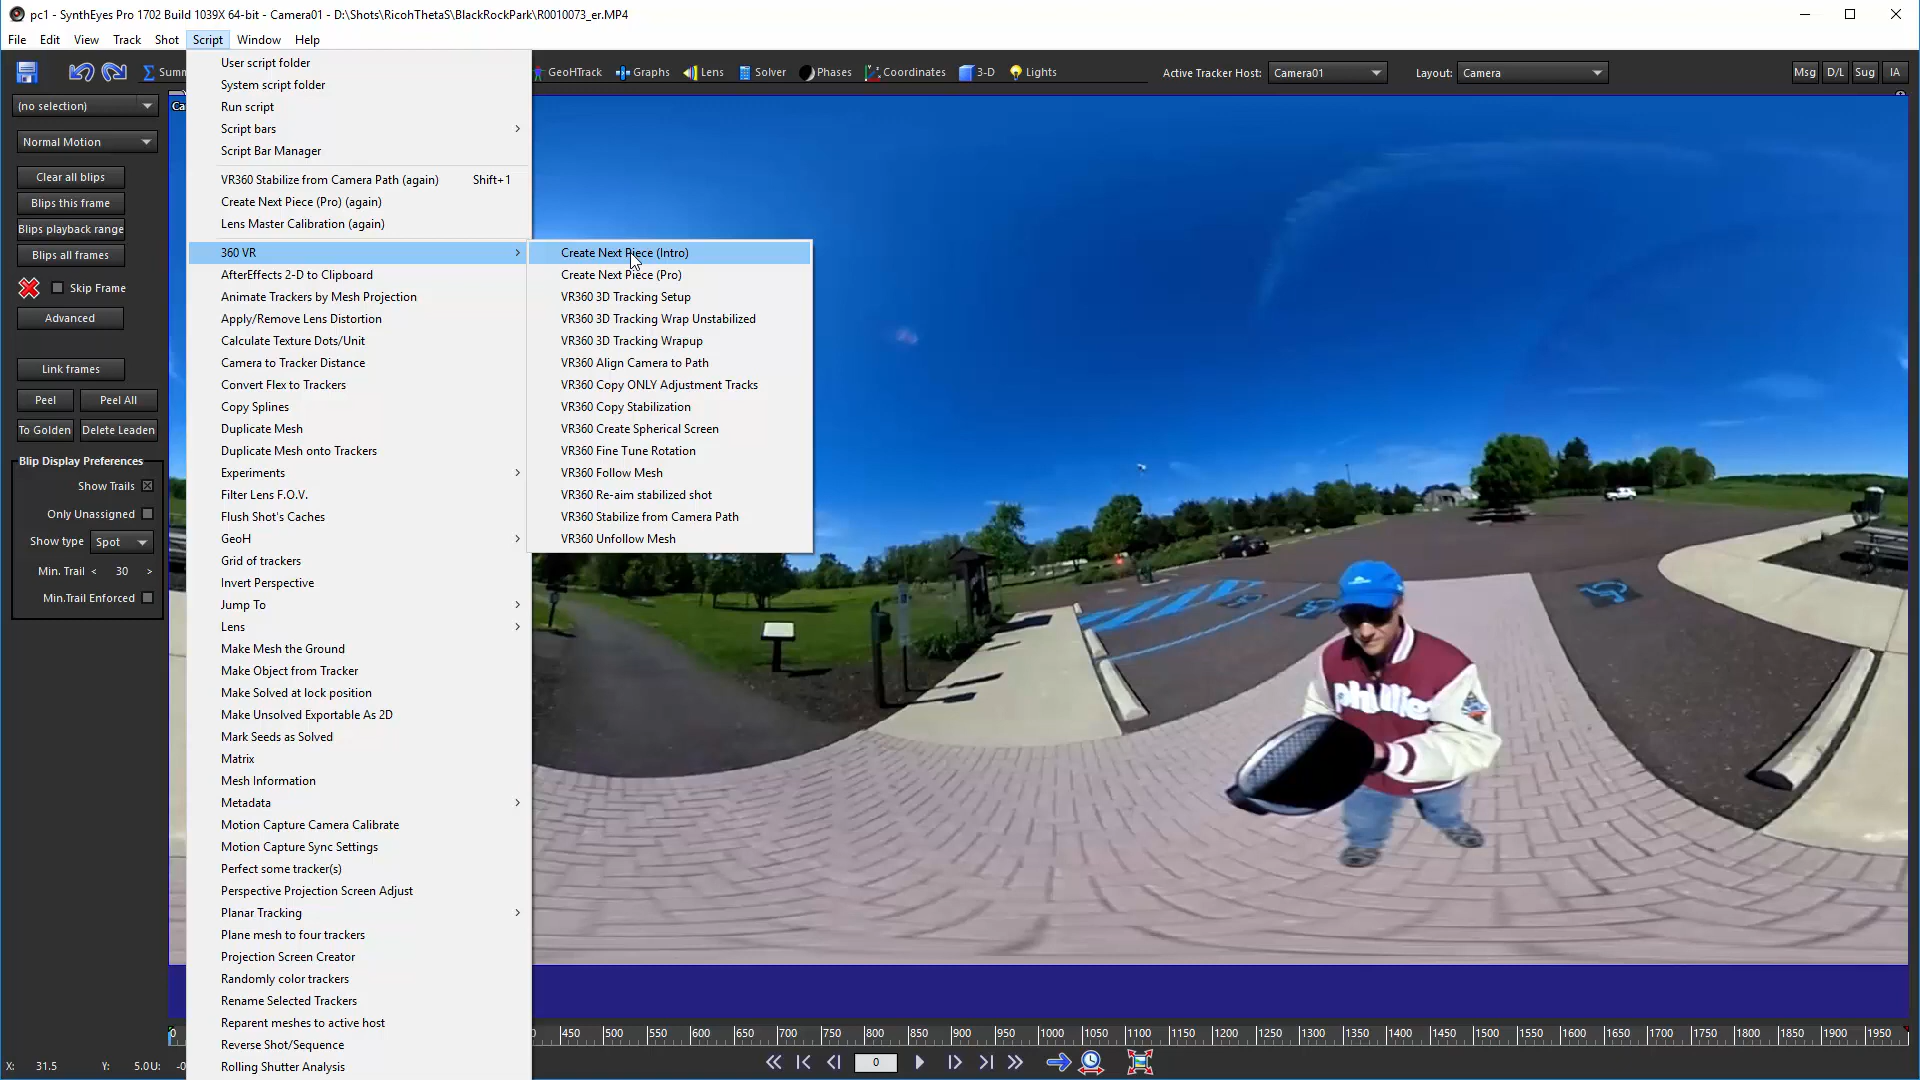 pc1 - SynthEyes Pro 1702 Build 1039X 64-bit - Camera01 - D:\Shots\RicohThetaS\BlackRockPark\R0010073_er.MP4
File Edit View Track Shot Script Window Help
Summ GeoHTrack Graphs Lens Solver Phases Coordinates 3-D Lights Active Tracker Host: Camera01 Layout: Camera Msg D/L Sug IA
(no selection)
Normal Motion
Clear all blips
Blips this frame
Blips playback range
Blips all frames
Skip Frame
Advanced
Link frames
Peel Peel All
To Golden Delete Leaden
Blip Display Preferences
Show Trails
Only Unassigned
Show type Spot
Min. Trail < 30 >
Min.Trail Enforced
User script folder
System script folder
Run script
Script bars
Script Bar Manager
VR360 Stabilize from Camera Path (again) Shift+1
Create Next Piece (Pro) (again)
Lens Master Calibration (again)
360 VR
AfterEffects 2-D to Clipboard
Animate Trackers by Mesh Projection
Apply/Remove Lens Distortion
Calculate Texture Dots/Unit
Camera to Tracker Distance
Convert Flex to Trackers
Copy Splines
Duplicate Mesh
Duplicate Mesh onto Trackers
Experiments
Filter Lens F.O.V.
Flush Shot's Caches
GeoH
Grid of trackers
Invert Perspective
Jump To
Lens
Make Mesh the Ground
Make Object from Tracker
Make Solved at lock position
Make Unsolved Exportable As 2D
Mark Seeds as Solved
Matrix
Mesh Information
Metadata
Motion Capture Camera Calibrate
Motion Capture Sync Settings
Perfect some tracker(s)
Perspective Projection Screen Adjust
Planar Tracking
Plane mesh to four trackers
Projection Screen Creator
Randomly color trackers
Rename Selected Trackers
Reparent meshes to active host
Reverse Shot/Sequence
Rolling Shutter Analysis
Create Next Piece (Intro)
Create Next Piece (Pro)
VR360 3D Tracking Setup
VR360 3D Tracking Wrap Unstabilized
VR360 3D Tracking Wrapup
VR360 Align Camera to Path
VR360 Copy ONLY Adjustment Tracks
VR360 Copy Stabilization
VR360 Create Spherical Screen
VR360 Fine Tune Rotation
VR360 Follow Mesh
VR360 Re-aim stabilized shot
VR360 Stabilize from Camera Path
VR360 Unfollow Mesh
Ca
phillie
0 450 500 550 600 650 700 750 800 850 900 950 1000 1050 1100 1150 1200 1250 1300 1350 1400 1450 1500 1550 1600 1650 1700 1750 1800 1850 1900 1950
X: 31.5 Y: 5.0 U: -0
0